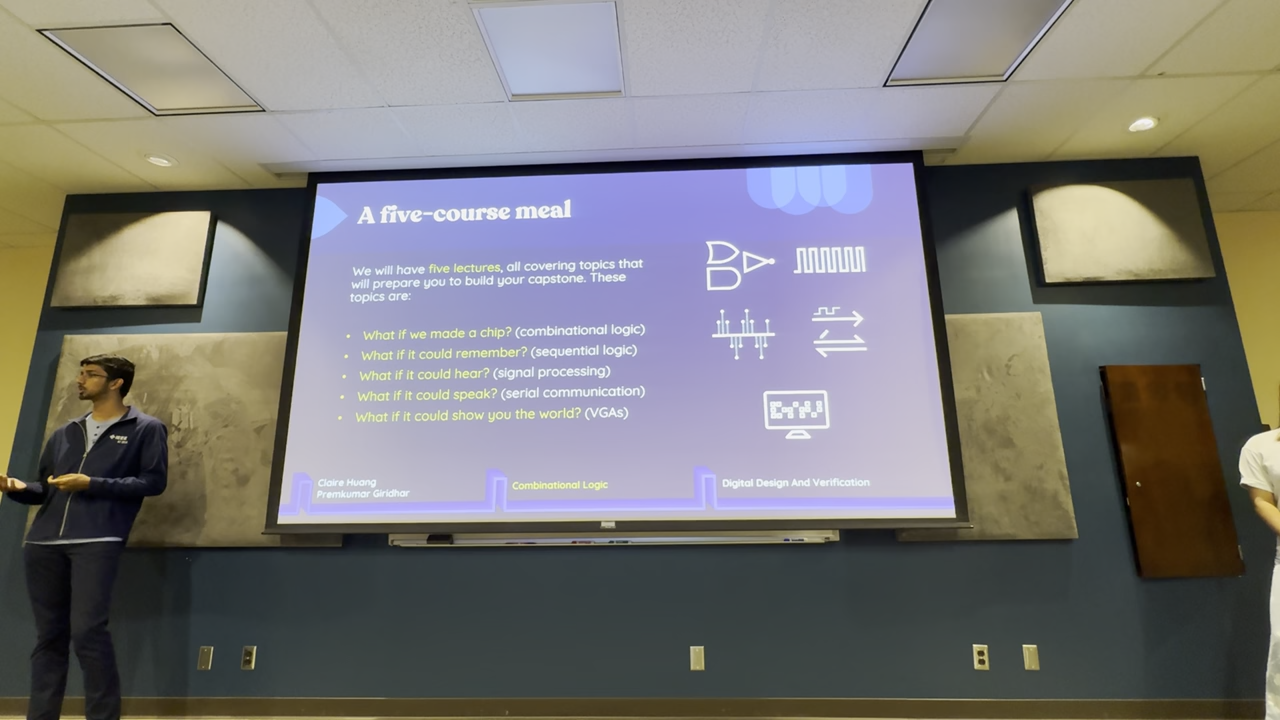 A five-course meal
We will have five lectures, all covering topics that
will prepare you to build your capstone. These
topics are:
• What if we made a chip? (combinational logic)
• What if it could remember? (sequential logic)
• What if it could hear? (signal processing)
• What if it could speak? (serial communication)
• What if it could show you the world? (VGAs)
Claire Huang
Premkumar Giridhar
Combinational Logic
Digital Design And Verification
IEEE